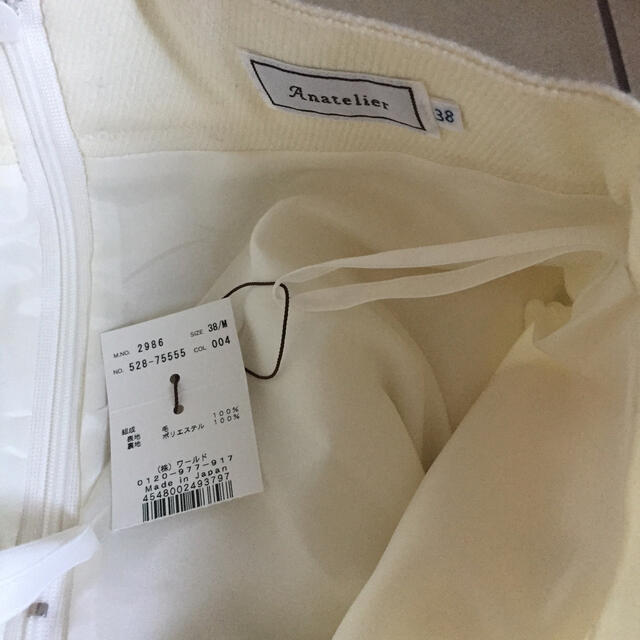 Anatelier
38
M.NO. 2986 SIZE 38/M
NO. 528-75555 COL. 004
組成
表地 毛 100%
裏地 ポリエステル 100%
(株)ワールド
0120-977-917
Made in Japan
4548002493797